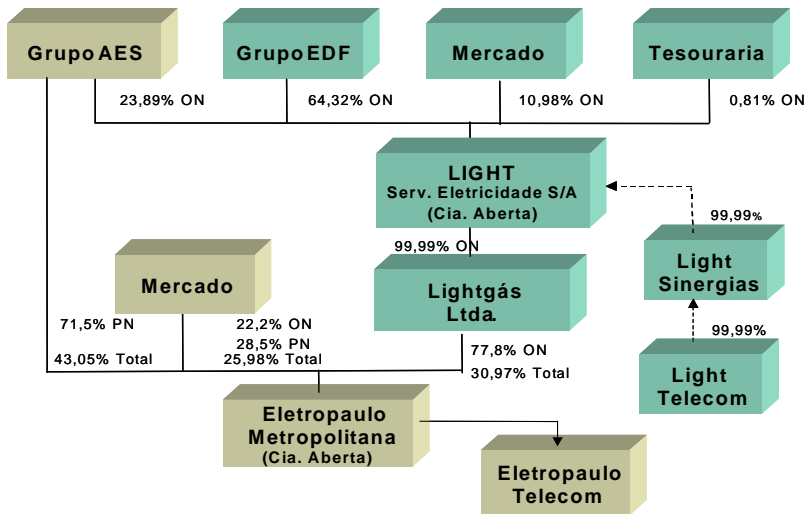 Grupo AES
Grupo EDF
Mercado
Tesouraria
23,89% ON
64,32% ON
10,98% ON
0,81% ON
LIGHT
Serv. Eletricidade S/A
(Cia. Aberta)
99,99%
99,99% ON
Light
Sinergias
Mercado
Lightgás
Ltda.
71,5% PN
22,2% ON
28,5% PN
43,05% Total
25,98% Total
77,8% ON
30,97% Total
99,99%
Light
Telecom
Eletropaulo
Metropolitana
(Cia. Aberta)
Eletropaulo
Telecom